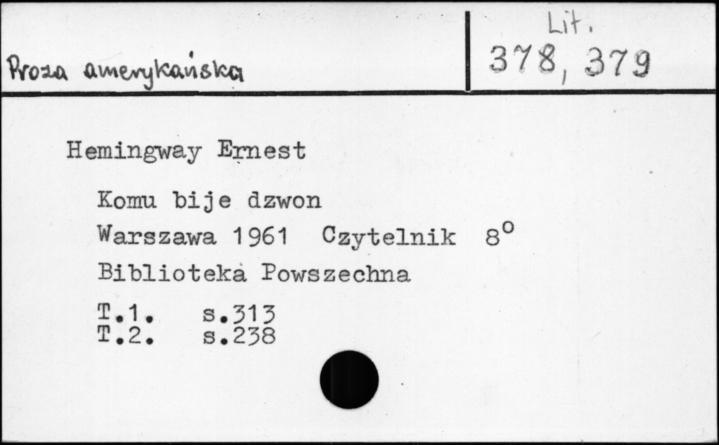 Lit.
Proza amerykańska
378, 379
Hemingway Ernest
Komu bije dzwon
Warszawa 1961 Czytelnik 8°
Biblioteka Powszechna
T.1. s.313
T.2. s.238